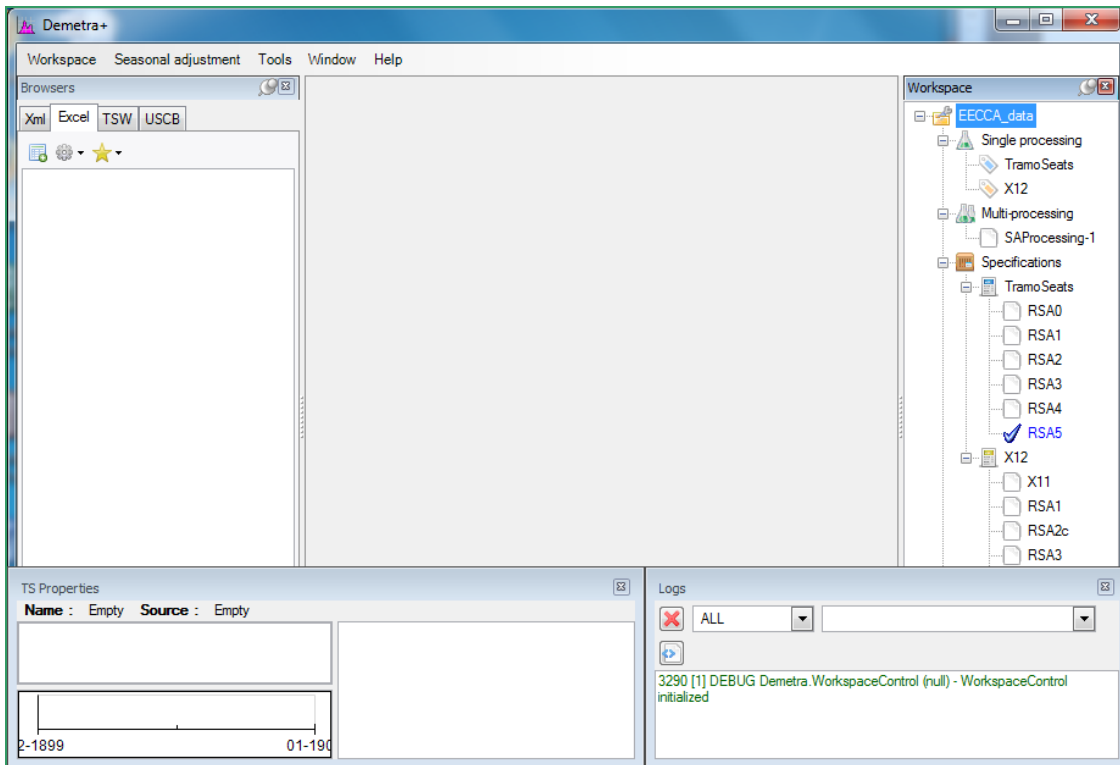 Demetra+
Workspace Seasonal adjustment Tools Window Help
Browsers
Xml Excel TSW USCB
Workspace
EECCA_data
Single processing
TramoSeats
X12
Multi-processing
SAProcessing-1
Specifications
TramoSeats
RSA0
RSA1
RSA2
RSA3
RSA4
RSA5
X12
X11
RSA1
RSA2c
RSA3
TS Properties
Name : Empty Source : Empty
2-1899 01-190
Logs
ALL
3290 [1] DEBUG Demetra.WorkspaceControl (null) - WorkspaceControl
initialized